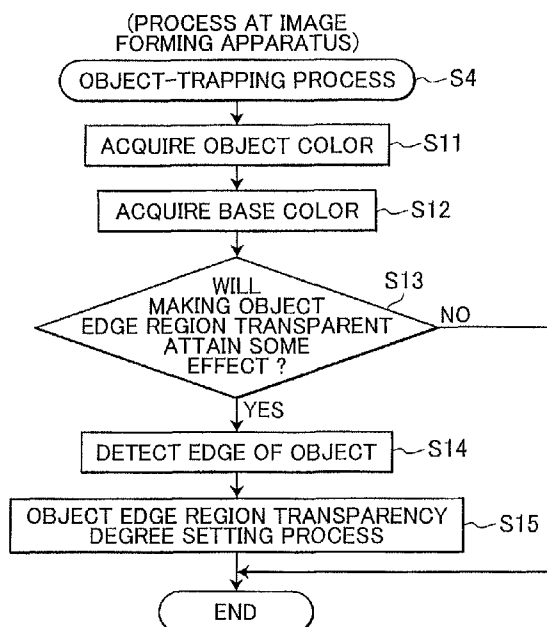 (PROCESS AT IMAGE
FORMING APPARATUS)
OBJECT-TRAPPING PROCESS
S4
ACQUIRE OBJECT COLOR
S11
ACQUIRE BASE COLOR
S12
S13
WILL
MAKING OBJECT
EDGE REGION TRANSPARENT
ATTAIN SOME
EFFECT ?
NO
YES
DETECT EDGE OF OBJECT
S14
OBJECT EDGE REGION TRANSPARENCY
DEGREE SETTING PROCESS
S15
END